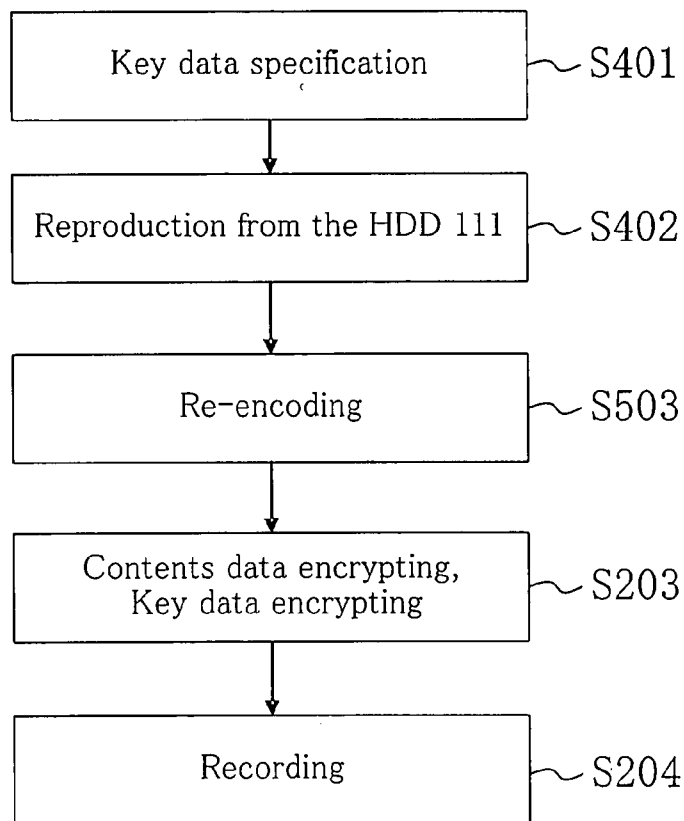 Key data specification S401
Reproduction from the HDD 111 S402
Re-encoding S503
Contents data encrypting,
Key data encrypting S203
Recording S204